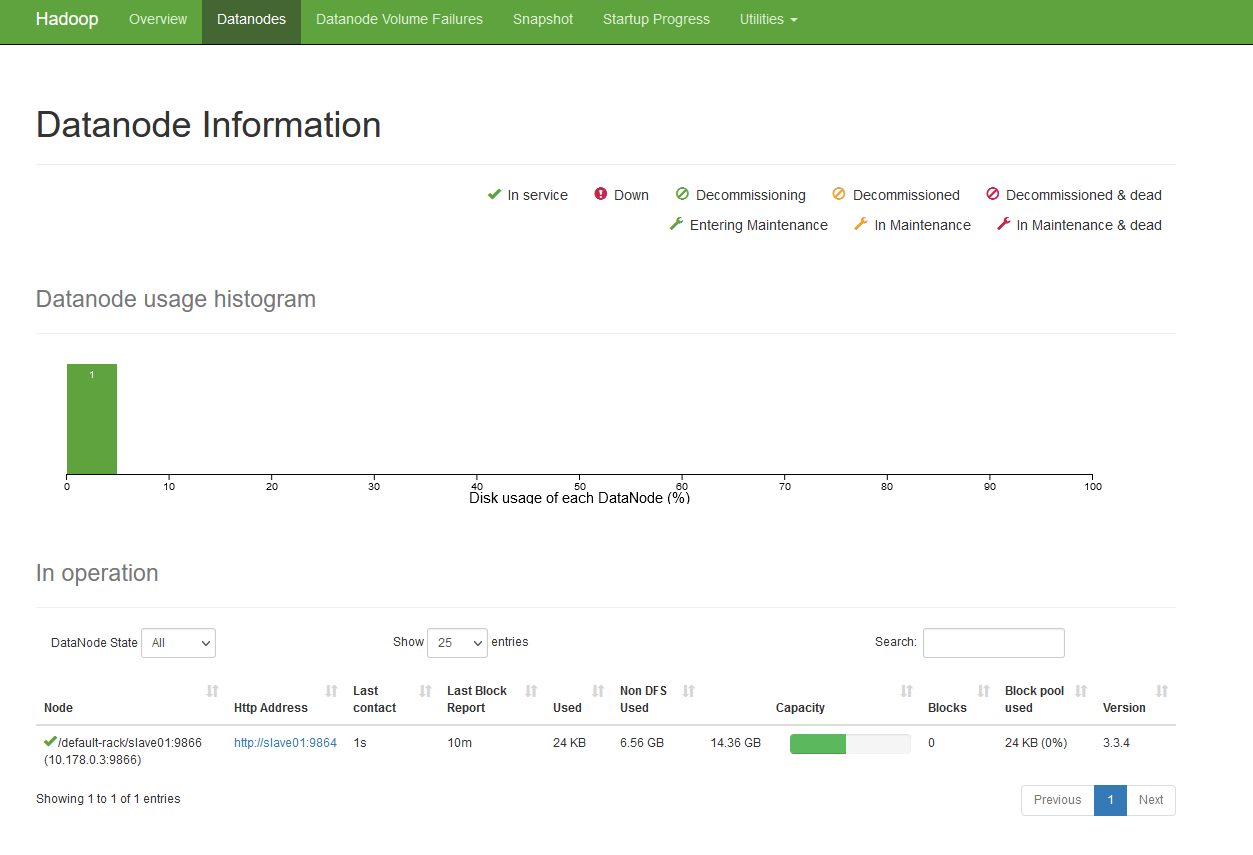 Hadoop Overview Datanodes Datanode Volume Failures Snapshot Startup Progress Utilities
Datanode Information
In service Down Decommissioning Decommissioned Decommissioned & dead
Entering Maintenance In Maintenance In Maintenance & dead
Datanode usage histogram
1
0 10 20 30 40 50 60 70 80 90 100
Disk usage of each DataNode (%)
In operation
DataNode State All Show 25 entries Search:
Last Last Block Non DFS Block pool
Node Http Address contact Report Used Used Capacity Blocks used Version
/default-rack/slave01:9866 http://slave01:9864 1s 10m 24 KB 6.56 GB 14.36 GB 0 24 KB (0%) 3.3.4
(10.178.0.3:9866)
Showing 1 to 1 of 1 entries Previous 1 Next